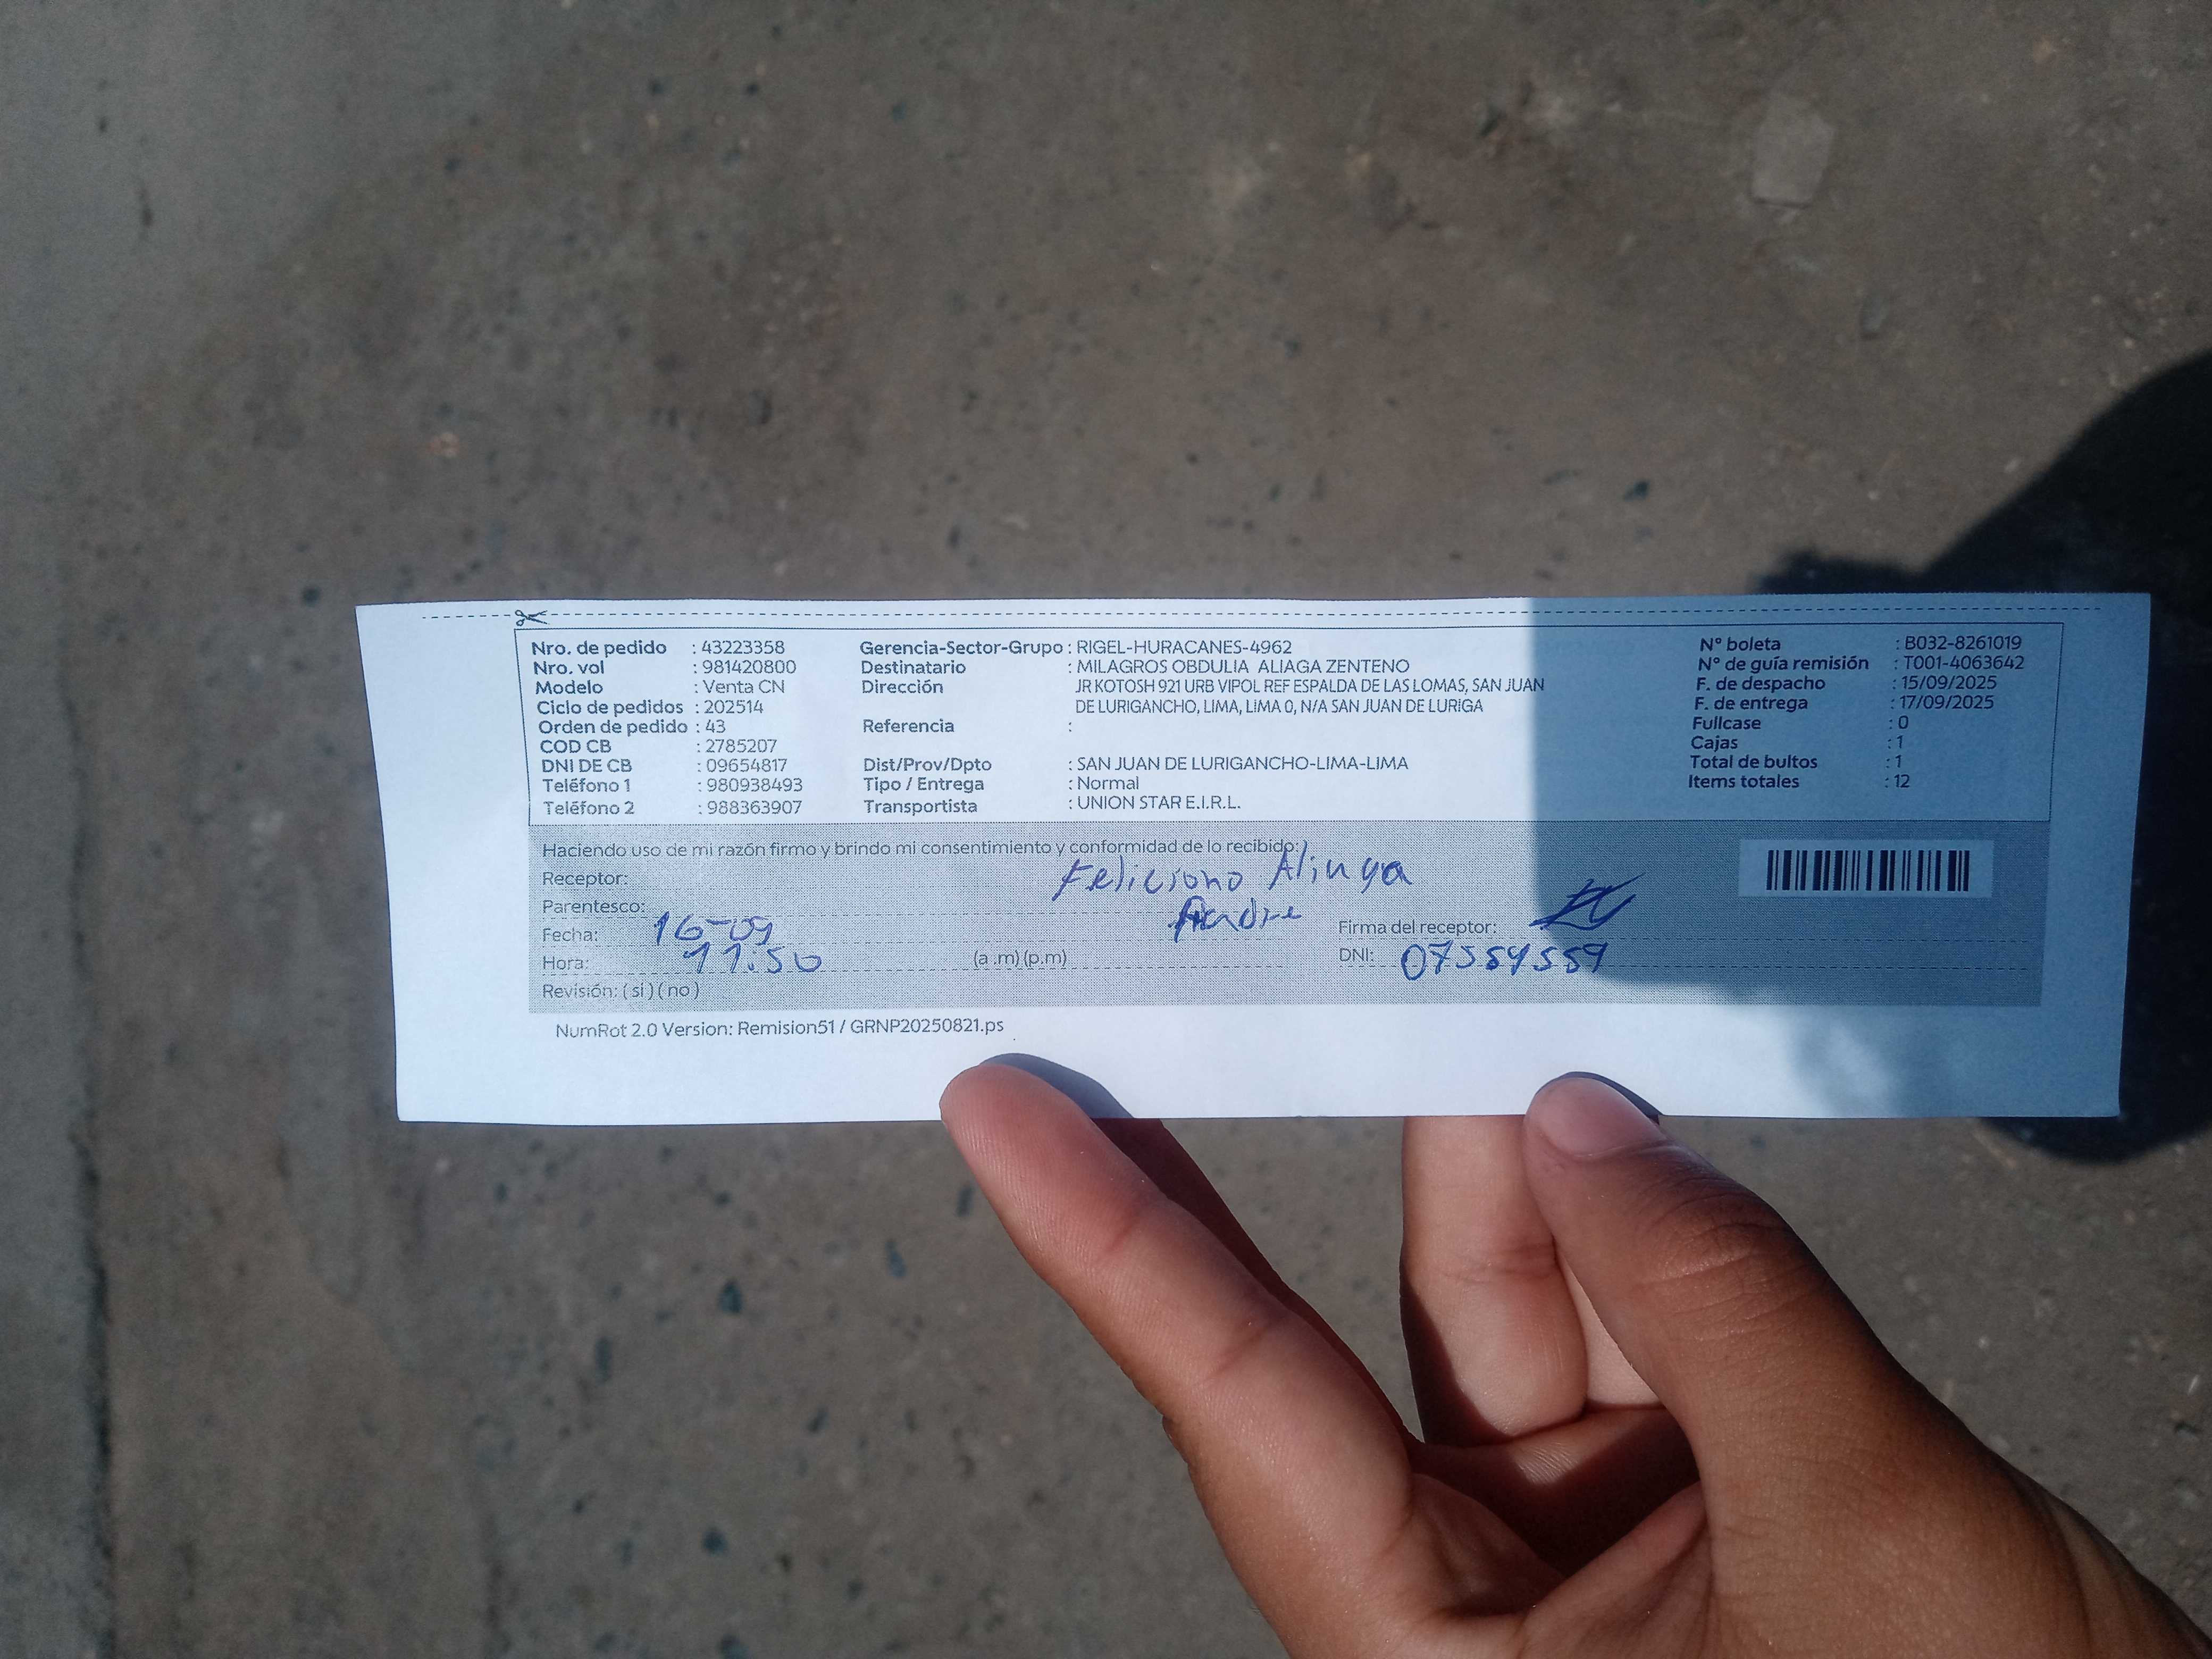 Nro. de pedido : 43223358
Nro. vol : 981420800
Modelo : Venta CN
Ciclo de pedidos : 202514
Orden de pedido : 43
COD CB : 2785207
DNI DE CB : 09654817
Teléfono 1 : 980938493
Teléfono 2 : 988363907
Gerencia-Sector-Grupo : RIGEL-HURACANES-4962
Destinatario : MILAGROS OBDULIA ALIAGA ZENTENO
Dirección JR KOTOSH 921 URB VIPOL REF ESPALDA DE LAS LOMAS, SAN JUAN
DE LURIGANCHO, LIMA, LIMA 0, N/A SAN JUAN DE LURIGA
Referencia :
Dist/Prov/Dpto : SAN JUAN DE LURIGANCHO-LIMA-LIMA
Tipo / Entrega : Normal
Transportista : UNION STAR E.I.R.L.
N° boleta : B032-8261019
N° de guía remisión : T001-4063642
F. de despacho : 15/09/2025
F. de entrega : 17/09/2025
Fullcase : 0
Cajas : 1
Total de bultos : 1
Items totales : 12
Haciendo uso de mi razón firmo y brindo mi consentimiento y conformidad de lo recibido:
Receptor: Feliciono Aliaga
Parentesco: Padre
Fecha: 16-09
Firma del receptor:
Hora: 11:50 (a .m) (p.m)
DNI: 07554559
Revisión: ( si ) ( no )
NumRot 2.0 Version: Remision51 / GRNP20250821.ps